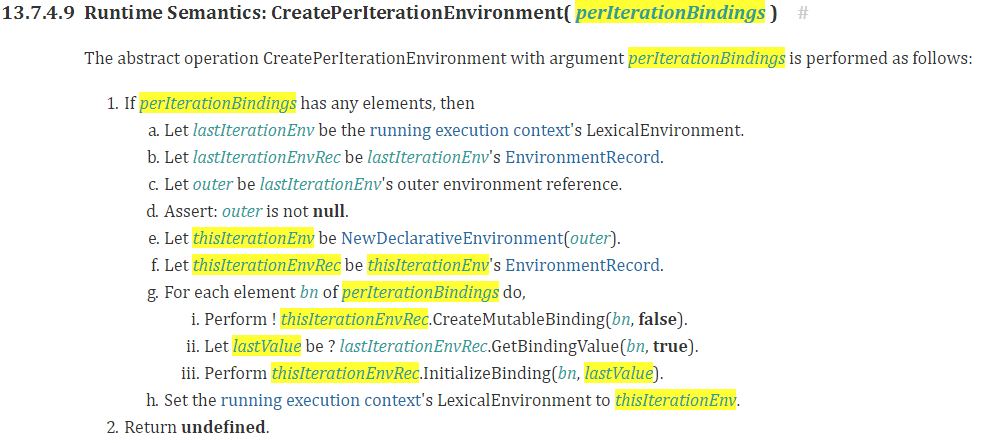 13.7.4.9 Runtime Semantics: CreatePerIterationEnvironment( perIterationBindings ) #
The abstract operation CreatePerIterationEnvironment with argument perIterationBindings is performed as follows:
1. If perIterationBindings has any elements, then
a. Let lastIterationEnv be the running execution context's LexicalEnvironment.
b. Let lastIterationEnvRec be lastIterationEnv's EnvironmentRecord.
c. Let outer be lastIterationEnv's outer environment reference.
d. Assert: outer is not null.
e. Let thisIterationEnv be NewDeclarativeEnvironment(outer).
f. Let thisIterationEnvRec be thisIterationEnv's EnvironmentRecord.
g. For each element bn of perIterationBindings do,
i. Perform ! thisIterationEnvRec.CreateMutableBinding(bn, false).
ii. Let lastValue be ? lastIterationEnvRec.GetBindingValue(bn, true).
iii. Perform thisIterationEnvRec.InitializeBinding(bn, lastValue).
h. Set the running execution context's LexicalEnvironment to thisIterationEnv.
2. Return undefined.